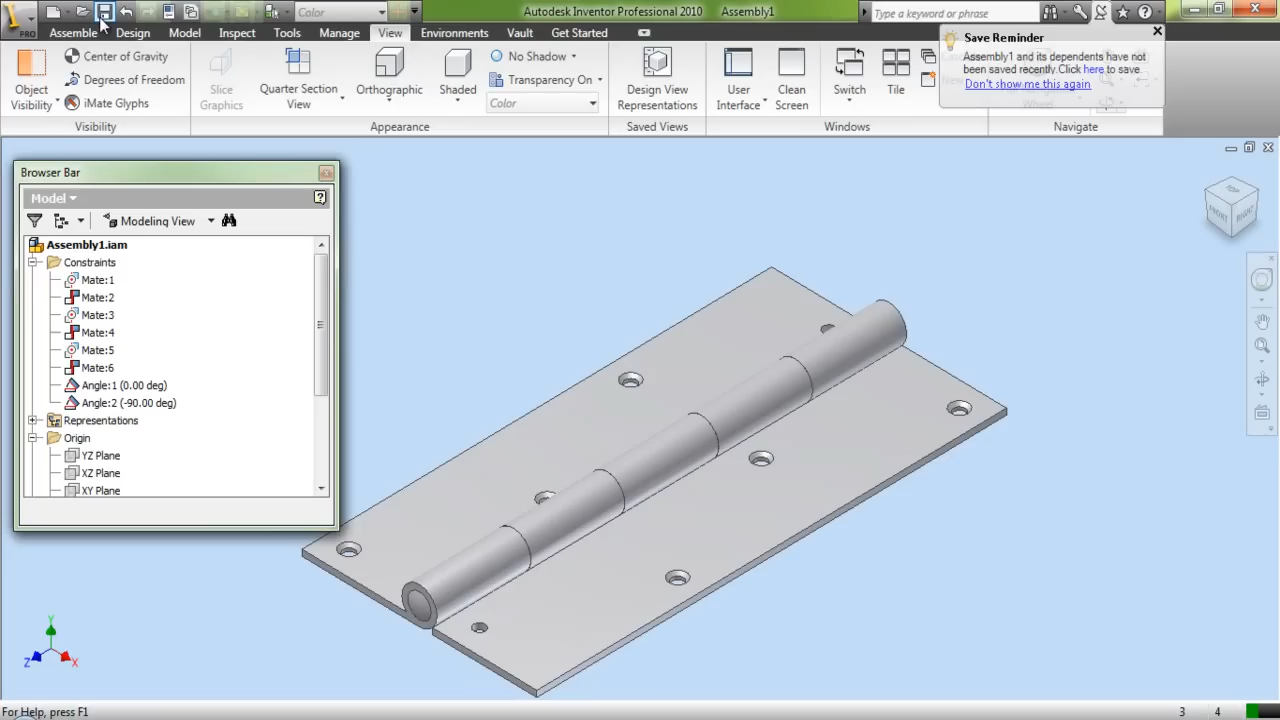 PRO
Color
Autodesk Inventor Professional 2010 Assembly1
Type a keyword or phrase
Assemble Design Model Inspect Tools Manage View Environments Vault Get Started
Save Reminder
Assembly1 and its dependents have not
been saved recently. Click here to save.
Don't show me this again
Object
Visibility
Center of Gravity
Degrees of Freedom
iMate Glyphs
Slice
Graphics
Quarter Section
View
Orthographic
Shaded
No Shadow
Transparency On
Color
Design View
Representations
User
Interface
Clean
Screen
Switch
Tile
Wheel
Visibility Appearance Saved Views Windows Navigate
Browser Bar
Model
Modeling View
Assembly1.iam
Constraints
Mate:1
Mate:2
Mate:3
Mate:4
Mate:5
Mate:6
Angle:1 (0.00 deg)
Angle:2 (-90.00 deg)
Representations
Origin
YZ Plane
XZ Plane
XY Plane
TOP
FRONT
RIGHT
Y
Z
X
For Help, press F1
3 4